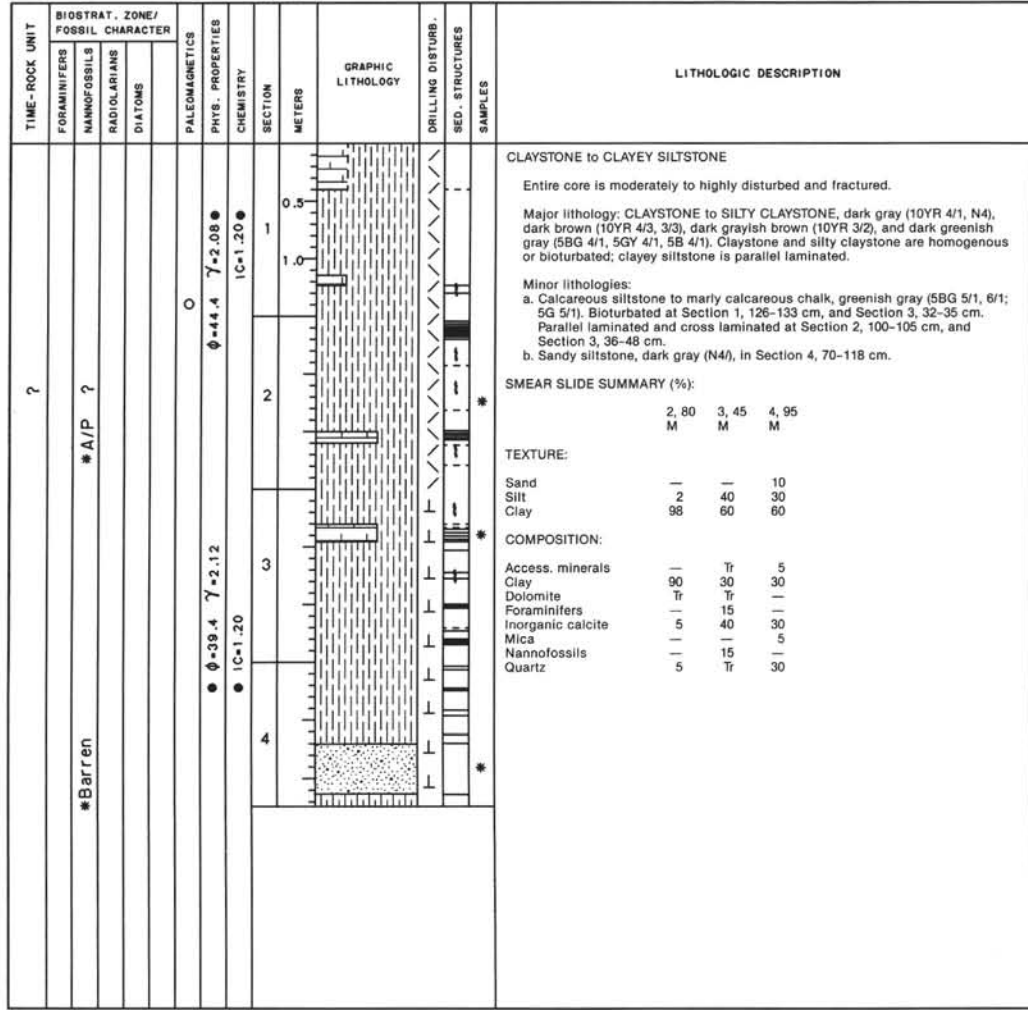 TIME-ROCK UNIT
BIOSTRAT. ZONE/
FOSSIL CHARACTER
FORAMINIFERS
NANNOFOSSILS
RADIOLARIANS
DIATOMS
PALEOMAGNETICS
PHYS. PROPERTIES
CHEMISTRY
SECTION
METERS
GRAPHIC
LITHOLOGY
DRILLING DISTURB.
SED. STRUCTURES
SAMPLES
LITHOLOGIC DESCRIPTION
?
*A/P ?
*Barren
ϕ=44.4 γ=2.08
ϕ=39.4 γ=2.12
IC=1.20
IC=1.20
1
2
3
4
0.5
1.0
*
*
*
CLAYSTONE to CLAYEY SILTSTONE
Entire core is moderately to highly disturbed and fractured.
Major lithology: CLAYSTONE to SILTY CLAYSTONE, dark gray (10YR 4/1, N4),
dark brown (10YR 4/3, 3/3), dark grayish brown (10YR 3/2), and dark greenish
gray (5BG 4/1, 5GY 4/1, 5B 4/1). Claystone and silty claystone are homogenous
or bioturbated; clayey siltstone is parallel laminated.
Minor lithologies:
a. Calcareous siltstone to marly calcareous chalk, greenish gray (5BG 5/1, 6/1;
5G 5/1). Bioturbated at Section 1, 126–133 cm, and Section 3, 32–35 cm.
Parallel laminated and cross laminated at Section 2, 100–105 cm, and
Section 3, 36–48 cm.
b. Sandy siltstone, dark gray (N4/), in Section 4, 70–118 cm.
SMEAR SLIDE SUMMARY (%):
2, 80 3, 45 4, 95
M M M
TEXTURE:
Sand — — 10
Silt 2 40 30
Clay 98 60 60
COMPOSITION:
Access. minerals — Tr 5
Clay 90 30 30
Dolomite Tr Tr —
Foraminifers — 15 —
Inorganic calcite 5 40 30
Mica — — 5
Nannofossils — 15 —
Quartz 5 Tr 30